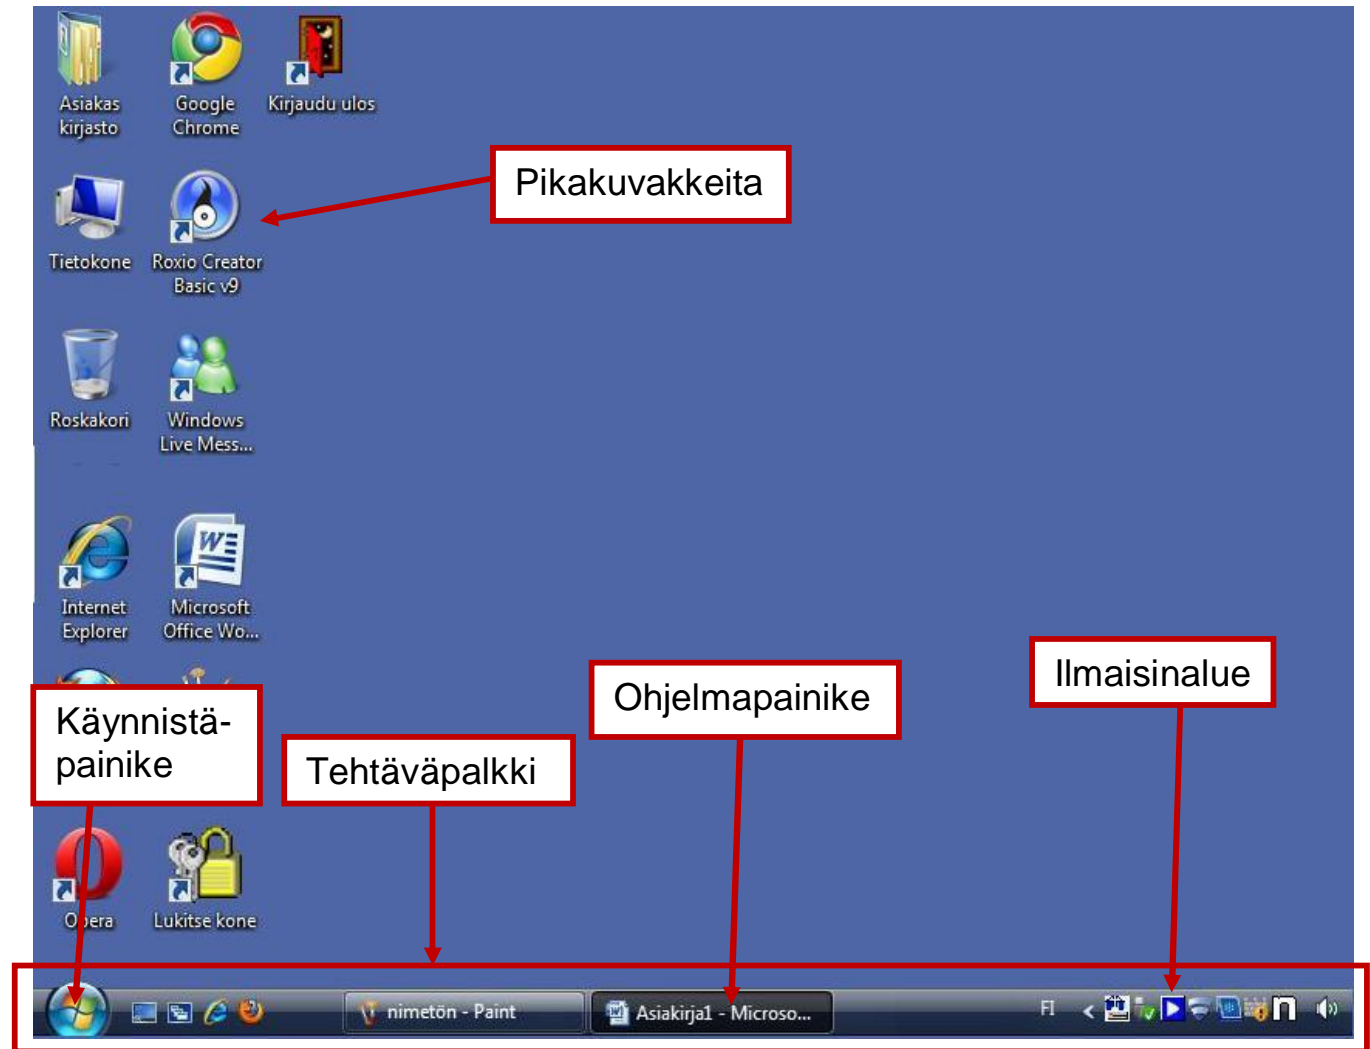 Asiakas
kirjasto
Google
Chrome
Kirjaudu ulos
Pikakuvakkeita
Tietokone
Roxio Creator
Basic v9
Roskakori
Windows
Live Mess...
Internet
Explorer
Microsoft
Office Wo...
Käynnistä-
painike
Tehtäväpalkki
Ohjelmapainike
Ilmaisinalue
Opera
Lukitse kone
nimetön - Paint
Asiakirja1 - Microso...
FI